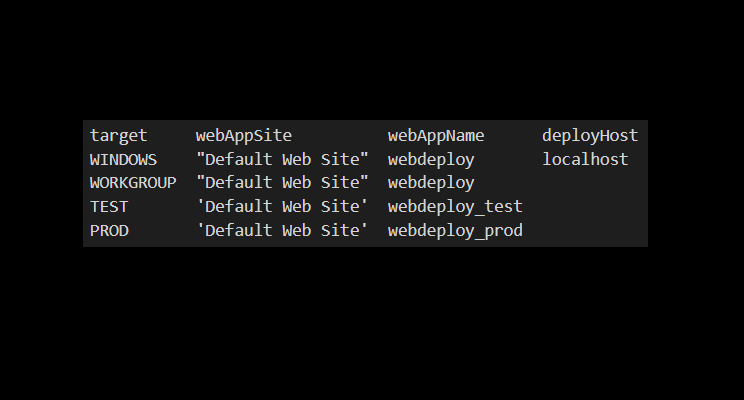 target     webAppSite          webAppName      deployHost
WINDOWS    "Default Web Site"  webdeploy       localhost
WORKGROUP  "Default Web Site"  webdeploy
TEST       'Default Web Site'  webdeploy_test
PROD       'Default Web Site'  webdeploy_prod